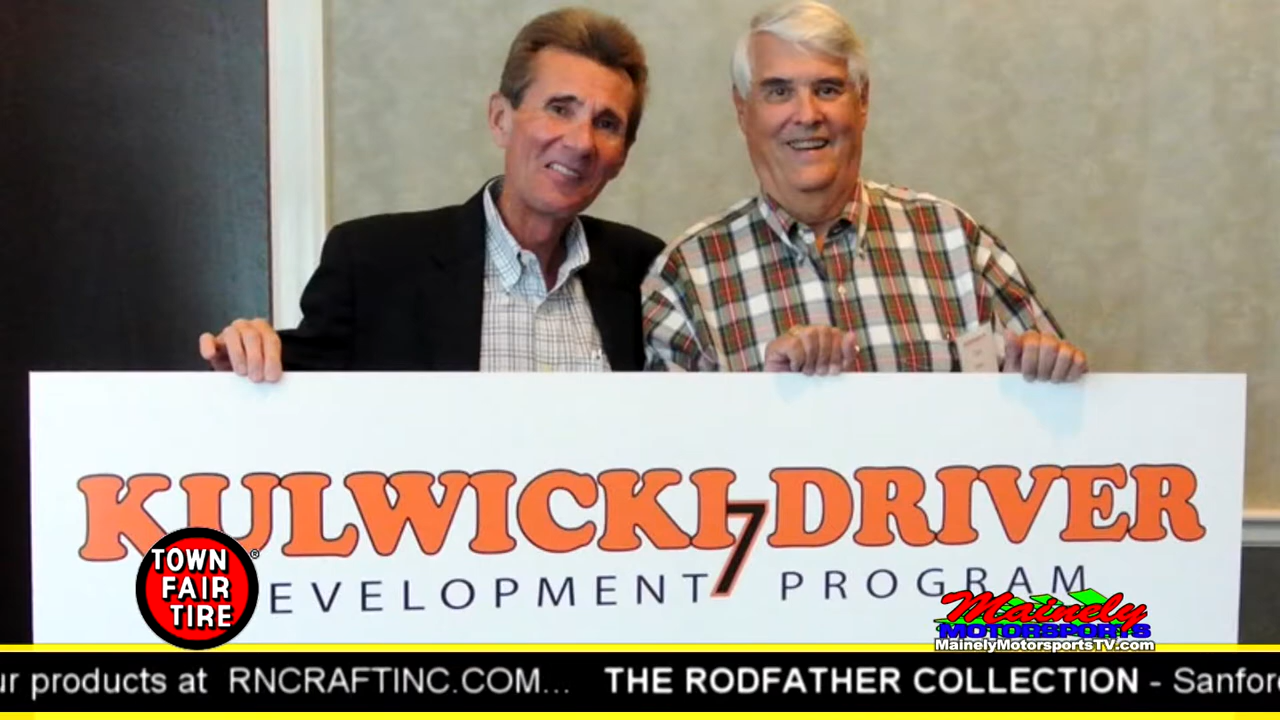 KULWICKI 7 DRIVER
EVELOPMENT PROGRAM
TOWN
FAIR
TIRE
®
Mainely
MOTORSPORTS
MainelyMotorsportsTV.com
ur products at RNCRAFTINC.COM... THE RODFATHER COLLECTION - Sanfor